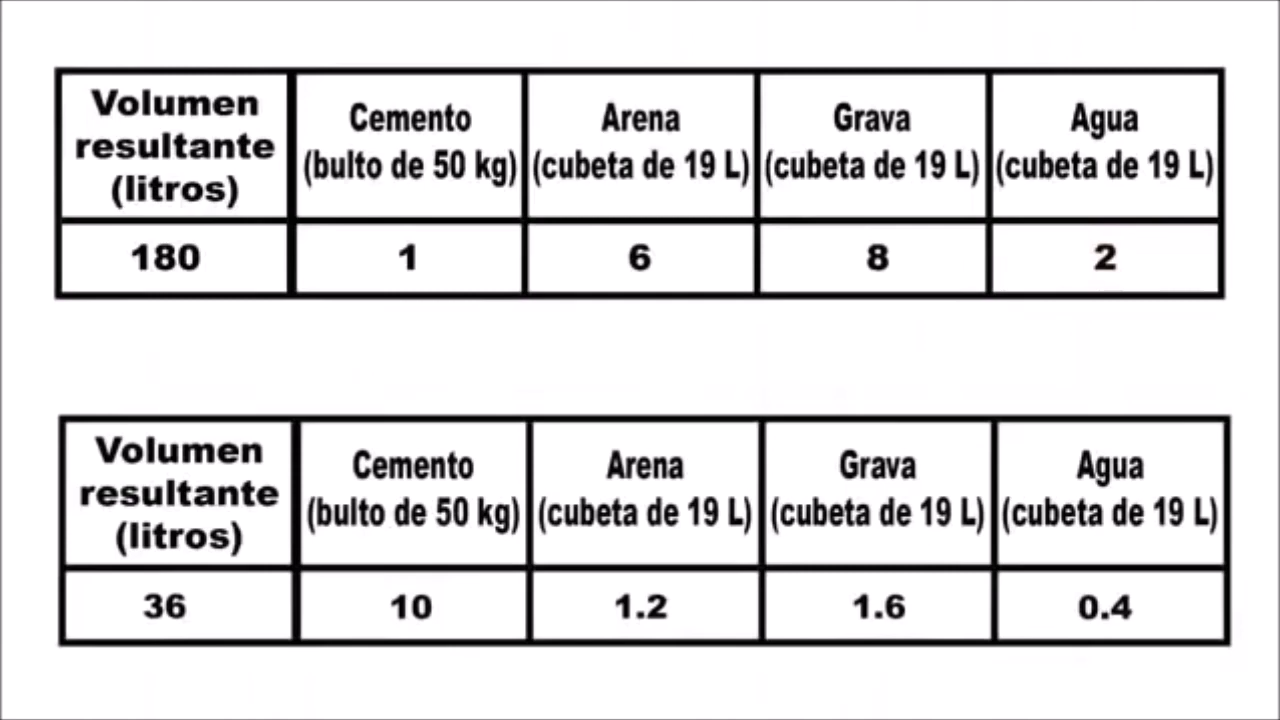 Volumen
resultante
(litros)
Cemento
(bulto de 50 kg)
Arena
(cubeta de 19 L)
Grava
(cubeta de 19 L)
Agua
(cubeta de 19 L)
180
1
6
8
2
Volumen
resultante
(litros)
Cemento
(bulto de 50 kg)
Arena
(cubeta de 19 L)
Grava
(cubeta de 19 L)
Agua
(cubeta de 19 L)
36
10
1.2
1.6
0.4